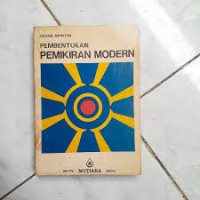 CRANE BRINTON
PEMBENTUKAN
PEMIKIRAN MODERN
MUTIARA